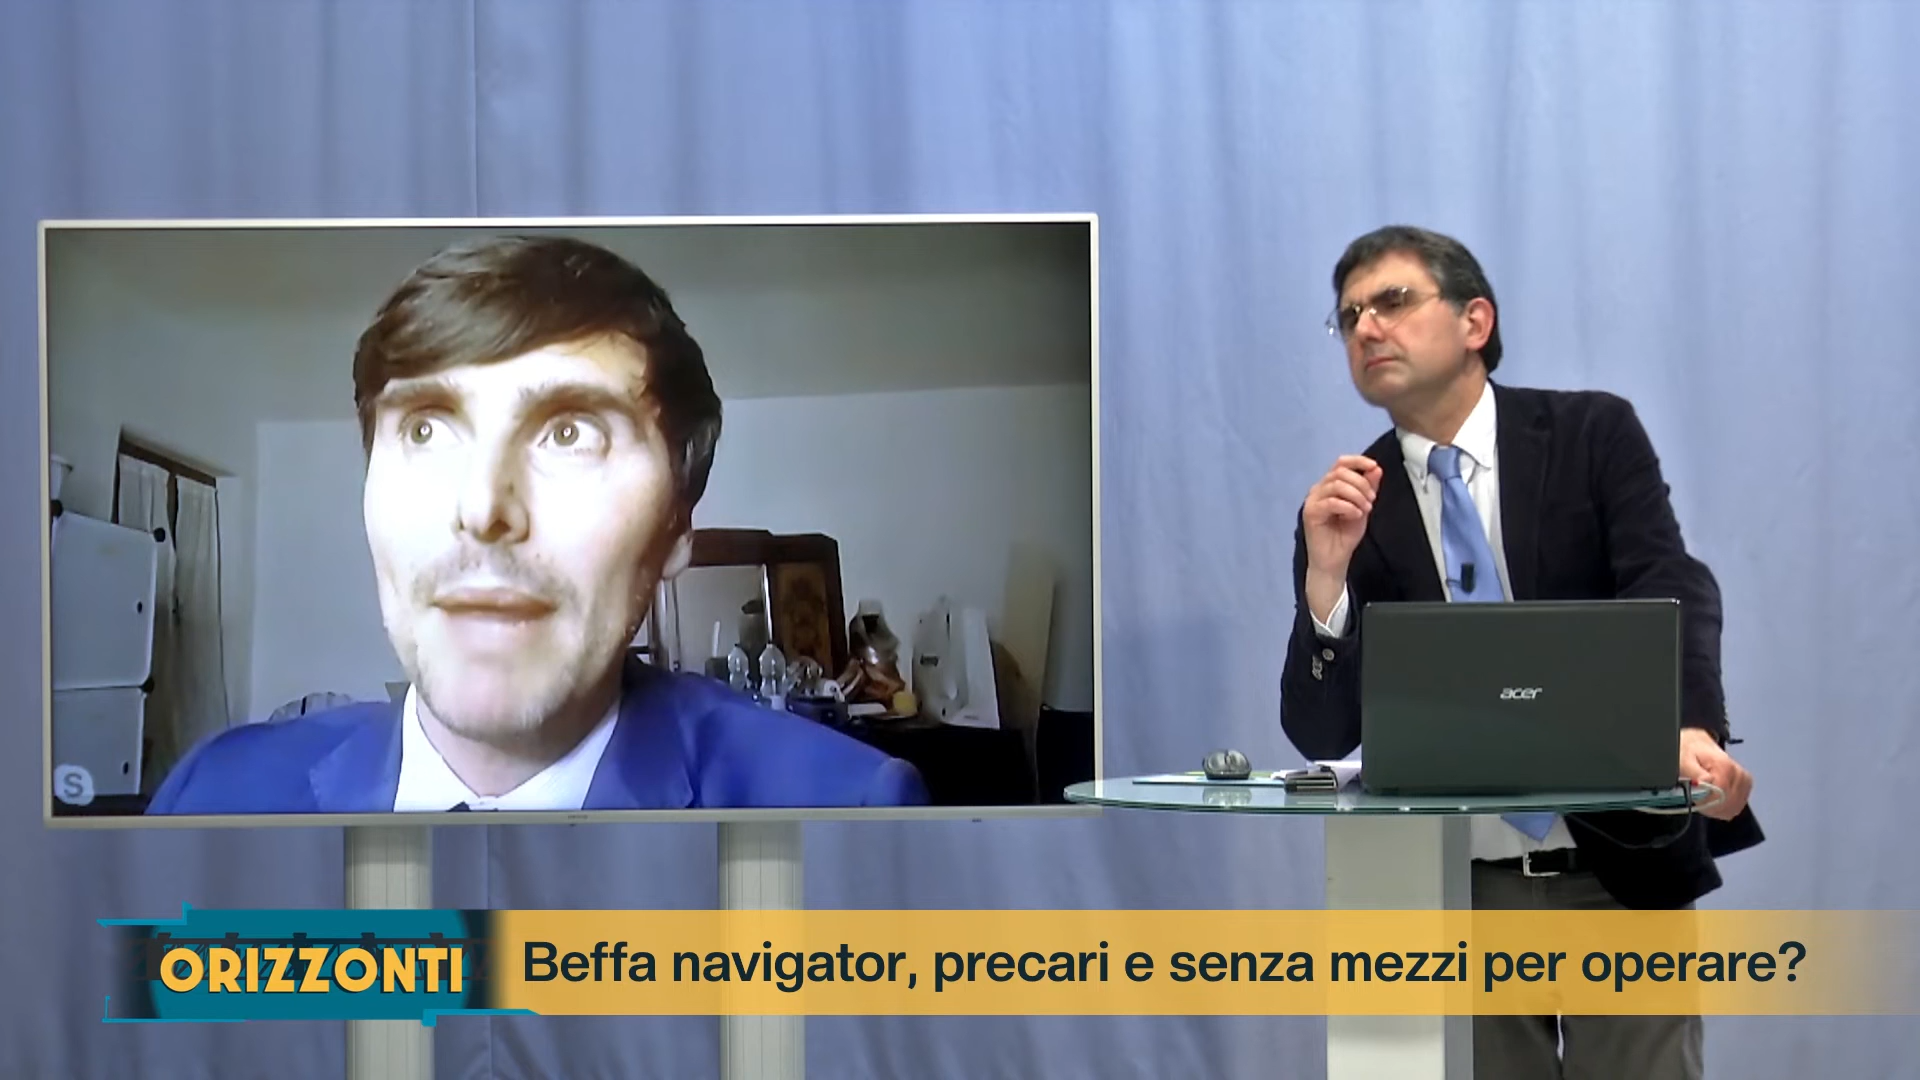 S
acer
ORIZZONTI
Beffa navigator, precari e senza mezzi per operare?